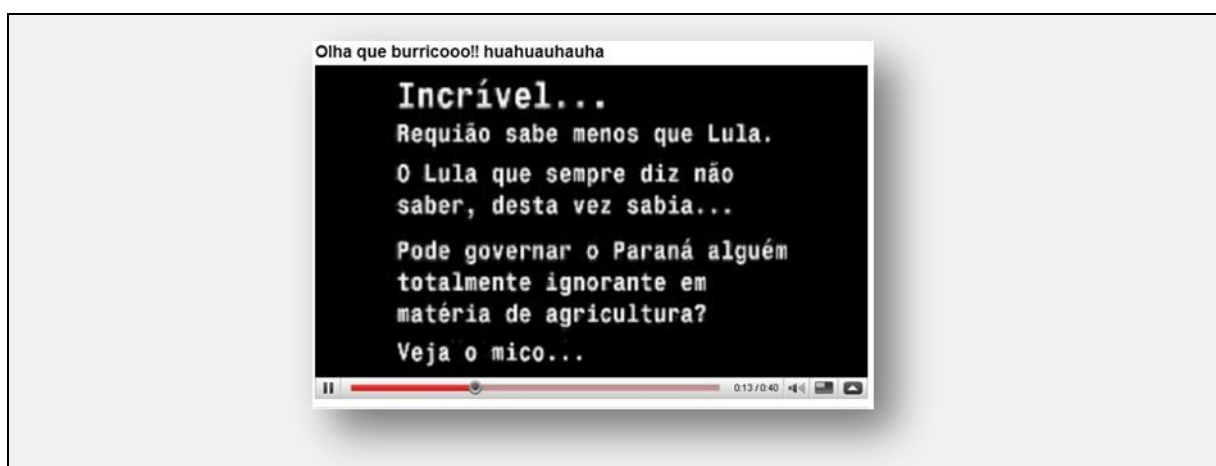 Olha que burricooo!! huahuauhauha
Incrível...
Requião sabe menos que Lula.
O Lula que sempre diz não
saber, desta vez sabia...
Pode governar o Paraná alguém
totalmente ignorante em
matéria de agricultura?
Veja o mico...
0:13 / 0:40